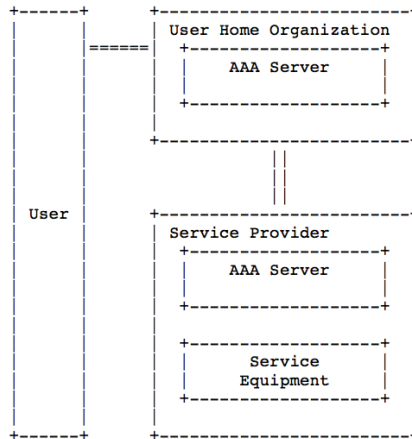 User Home Organization
AAA Server
User
Service Provider
AAA Server
Service
Equipment